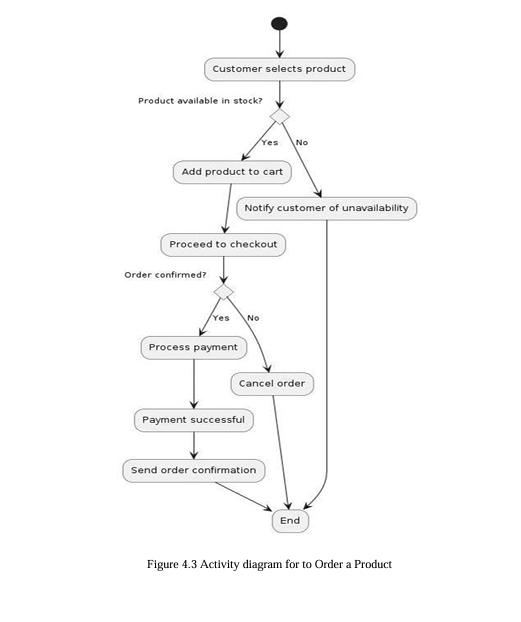 Customer selects product
Product available in stock?
Yes
No
Add product to cart
Notify customer of unavailability
Proceed to checkout
Order confirmed?
Yes
No
Process payment
Cancel order
Payment successful
Send order confirmation
End
Figure 4.3 Activity diagram for to Order a Product